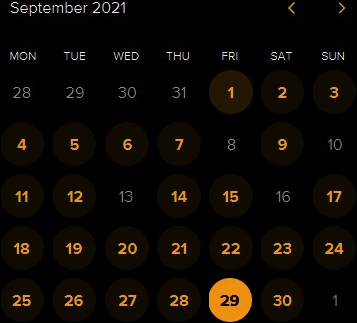 September 2021
MON TUE WED THU FRI SAT SUN
28 29 30 31 1 2 3
4 5 6 7 8 9 10
11 12 13 14 15 16 17
18 19 20 21 22 23 24
25 26 27 28 29 30 1